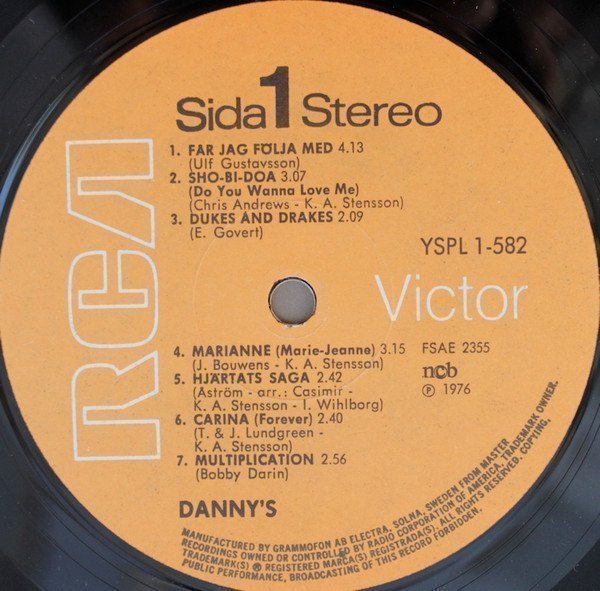 Sida 1 Stereo
1. FAR JAG FÖLJA MED 4.13
(Ulf Gustavsson)
2. SHO-BI-DOA 3.07
(Do You Wanna Love Me)
(Chris Andrews - K. A. Stensson)
3. DUKES AND DRAKES 2.09
(E. Govert)
RCA
YSPL 1-582
Victor
4. MARIANNE (Marie-Jeanne) 3.15 FSAE 2355
(J. Bouwens - K. A. Stensson)
5. HJÄRTATS SAGA 2.42
(Aström - arr.: Casimir -
K. A. Stensson - I. Wihlborg)
ncb
℗ 1976
6. CARINA (Forever) 2.40
(T. & J. Lundgreen -
K. A. Stensson)
7. MULTIPLICATION 2.56
(Bobby Darin)
DANNY'S
MANUFACTURED BY GRAMMOFON AB ELECTRA, SOLNA, SWEDEN FROM MASTER
RECORDINGS OWNED OR CONTROLLED BY RADIO CORPORATION OF AMERICA, TRADEMARK OWNER.
TRADEMARK(S) ® REGISTERED MARCA(S) REGISTRADA(S) ALL RIGHTS RESERVED. COPYING,
PUBLIC PERFORMANCE, BROADCASTING OF THIS RECORD FORBIDDEN.